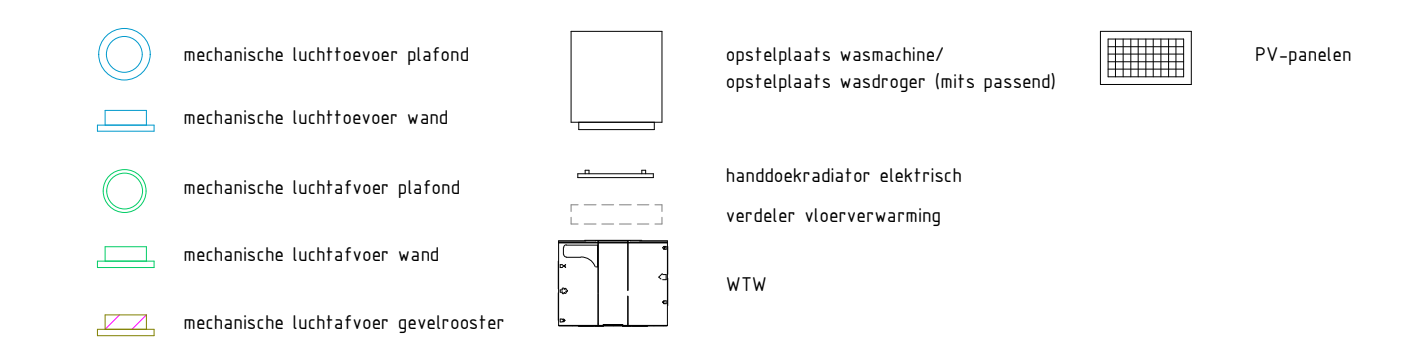 mechanische luchttoevoer plafond
mechanische luchttoevoer wand
mechanische luchtafvoer plafond
mechanische luchtafvoer wand
mechanische luchtafvoer gevelrooster
opstelplaats wasmachine/
opstelplaats wasdroger (mits passend)
handdoekradiator elektrisch
verdeler vloerverwarming
WTW
PV-panelen